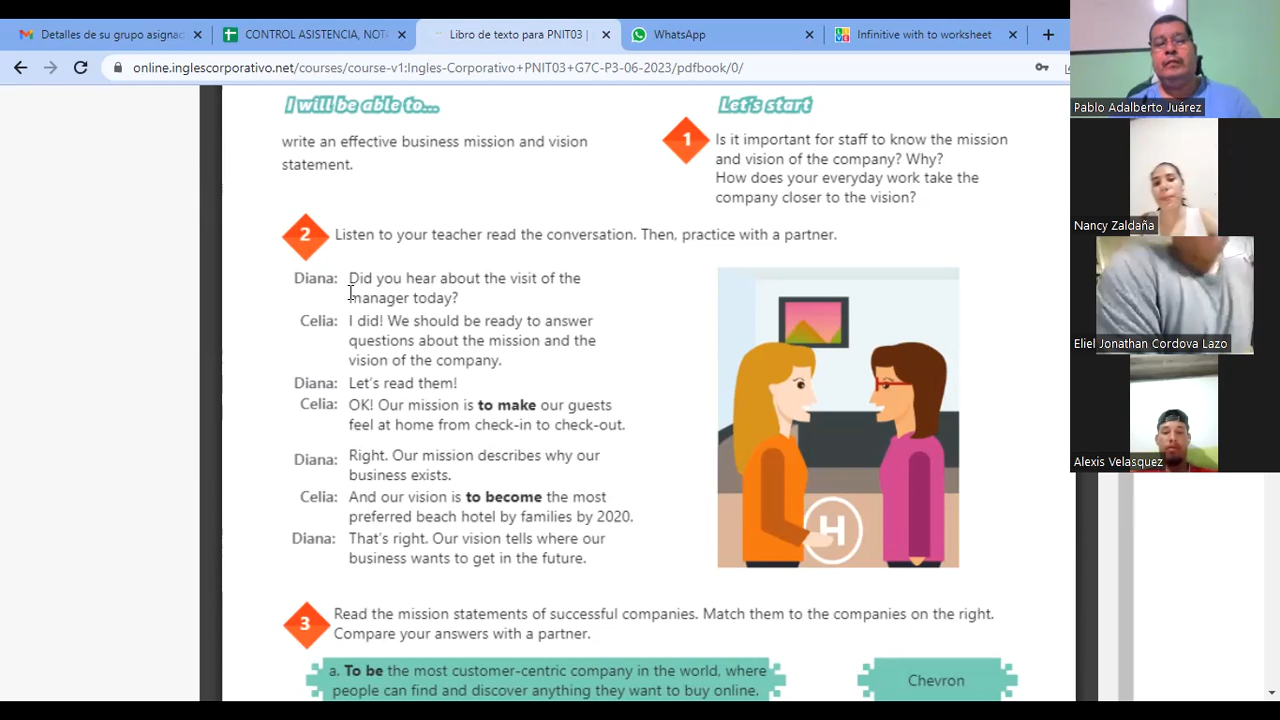 Detalles de su grupo asignac
CONTROL ASISTENCIA, NOT
Libro de texto para PNIT03 |
WhatsApp
Infinitive with to worksheet
online.inglescorporativo.net/courses/course-v1:Ingles-Corporativo+PNIT03+G7C-P3-06-2023/pdfbook/0/
I will be able to...
write an effective business mission and vision
statement.
Let's start
1
Is it important for staff to know the mission
and vision of the company? Why?
How does your everyday work take the
company closer to the vision?
2
Listen to your teacher read the conversation. Then, practice with a partner.
Diana: Did you hear about the visit of the
manager today?
Celia: I did! We should be ready to answer
questions about the mission and the
vision of the company.
Diana: Let's read them!
Celia: OK! Our mission is to make our guests
feel at home from check-in to check-out.
Diana: Right. Our mission describes why our
business exists.
Celia: And our vision is to become the most
preferred beach hotel by families by 2020.
Diana: That's right. Our vision tells where our
business wants to get in the future.
H
3
Read the mission statements of successful companies. Match them to the companies on the right.
Compare your answers with a partner.
a. To be the most customer-centric company in the world, where
people can find and discover anything they want to buy online.
Chevron
Pablo Adalberto Juárez
Nancy Zaldaña
Eliel Jonathan Cordova Lazo
Alexis Velasquez